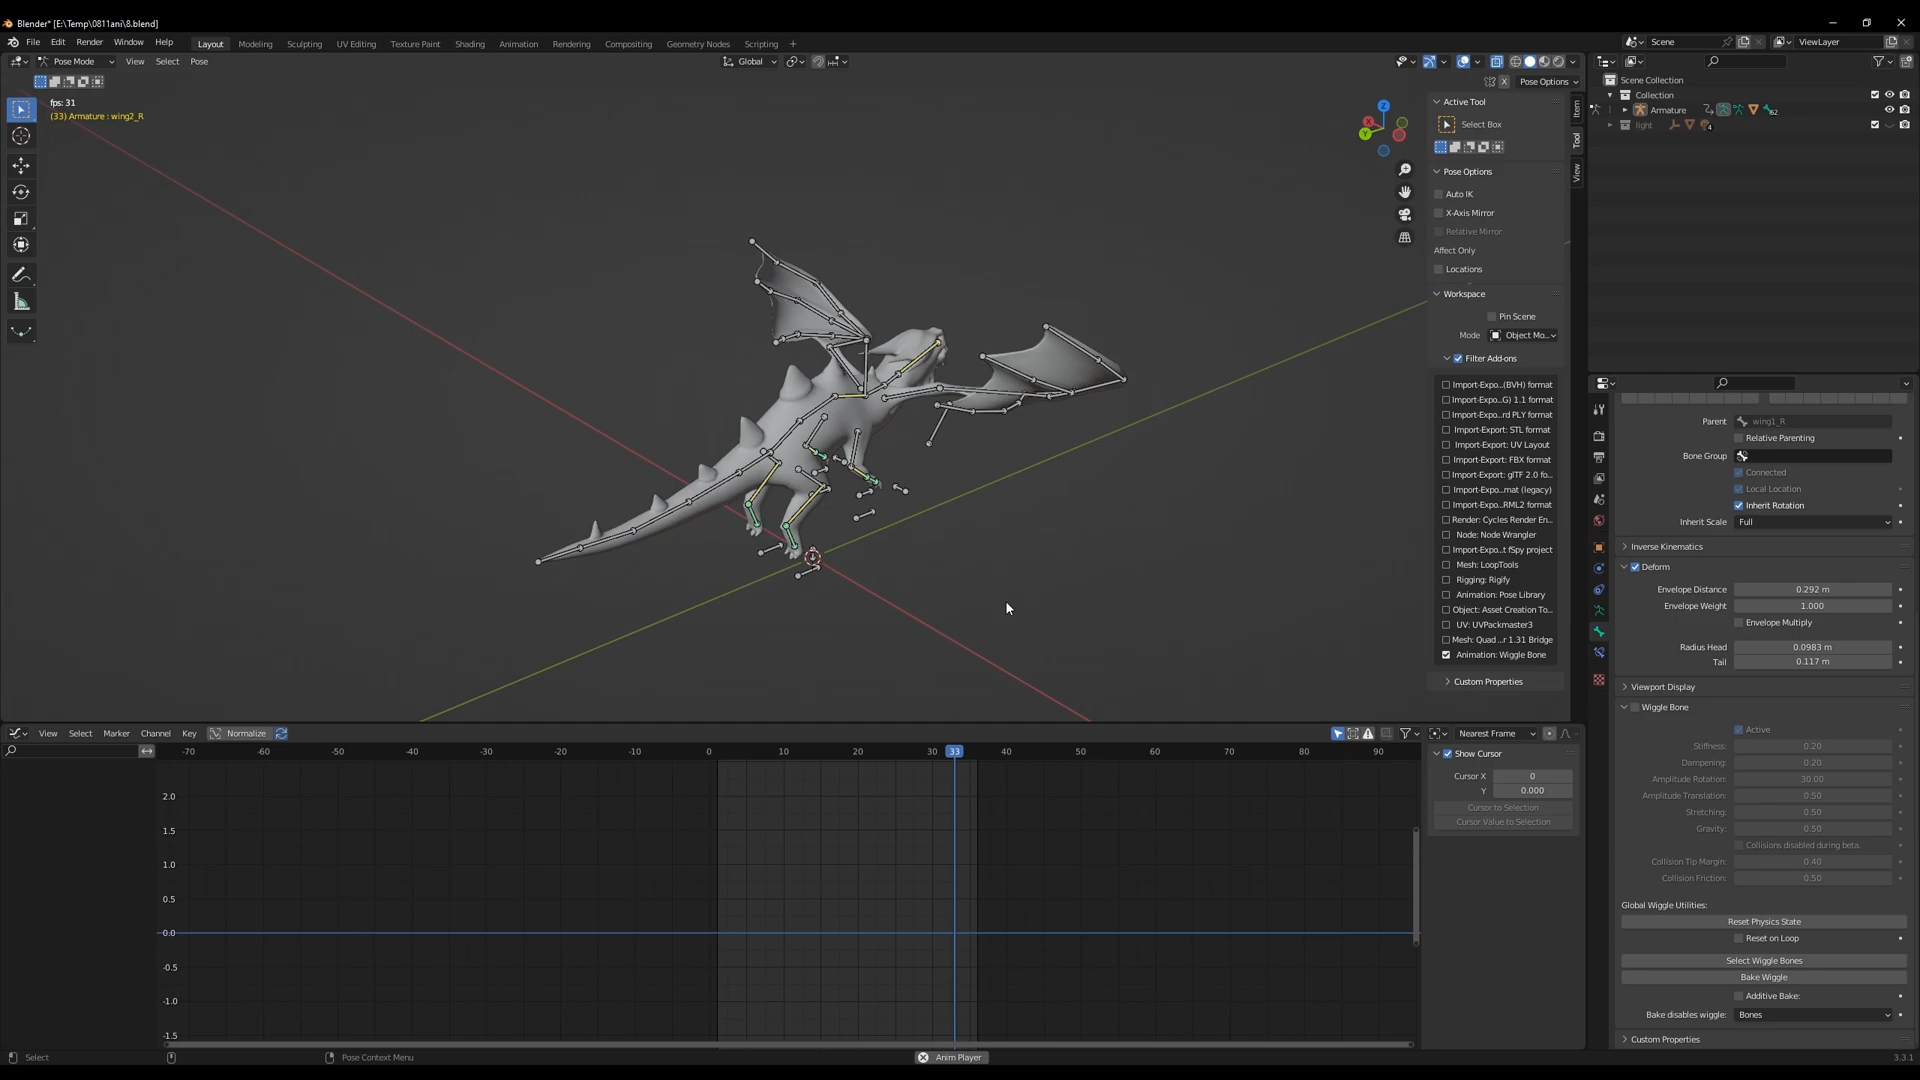 Blender* [E:\Temp\0811ani\8.blend]
File Edit Render Window Help
Layout Modeling Sculpting UV Editing Texture Paint Shading Animation Rendering Compositing Geometry Nodes Scripting +
Scene
ViewLayer
Pose Mode View Select Pose
Global
X Pose Options
fps: 31
(33) Armature : wing2_R
Z
X
Y
Item
Tool
View
Active Tool
Select Box
Pose Options
Auto IK
X-Axis Mirror
Relative Mirror
Affect Only
Locations
Workspace
Pin Scene
Mode Object Mo...
Filter Add-ons
Import-Expo...(BVH) format
Import-Expo...G) 1.1 format
Import-Expo...rd PLY format
Import-Export: STL format
Import-Export: UV Layout
Import-Export: FBX format
Import-Export: glTF 2.0 fo...
Import-Expo...mat (legacy)
Import-Expo...RML2 format
Render: Cycles Render En...
Node: Node Wrangler
Import-Expo...t fSpy project
Mesh: LoopTools
Rigging: Rigify
Animation: Pose Library
Object: Asset Creation To...
UV: UVPackmaster3
Mesh: Quad ...r 1.31 Bridge
Animation: Wiggle Bone
Custom Properties
Scene Collection
Collection
Armature 62
light 4
Parent wing1_R
Relative Parenting
Bone Group
Connected
Local Location
Inherit Rotation
Inherit Scale Full
Inverse Kinematics
Deform
Envelope Distance 0.292 m
Envelope Weight 1.000
Envelope Multiply
Radius Head 0.0983 m
Tail 0.117 m
Viewport Display
Wiggle Bone
Active
Stiffness: 0.20
Dampening: 0.20
Amplitude Rotation: 30.00
Amplitude Translation: 0.50
Stretching: 0.50
Gravity: 0.50
Collisions disabled during beta.
Collision Tip Margin: 0.40
Collision Friction: 0.50
Global Wiggle Utilities:
Reset Physics State
Reset on Loop
Select Wiggle Bones
Bake Wiggle
Additive Bake:
Bake disables wiggle: Bones
Custom Properties
View Select Marker Channel Key Normalize
Nearest Frame
-70 -60 -50 -40 -30 -20 -10 0 10 20 30 33 40 50 60 70 80 90
2.0
1.5
1.0
0.5
0.0
-0.5
-1.0
-1.5
Show Cursor
Cursor X 0
Y 0.000
Cursor to Selection
Cursor Value to Selection
Select
Pose Context Menu
Anim Player
3.3.1